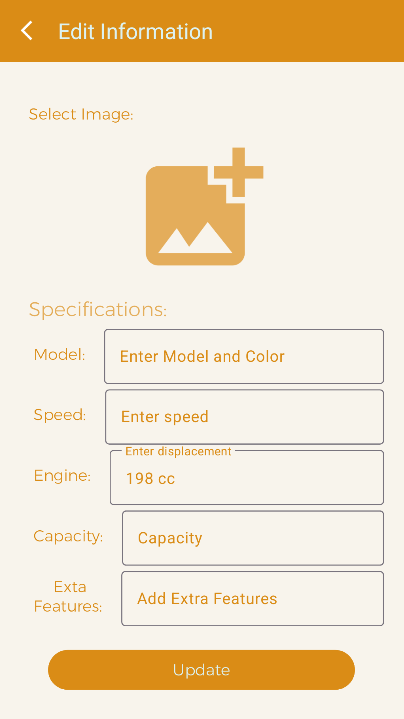 Edit Information
Select Image:
Specifications:
Model:
Enter Model and Color
Speed:
Enter speed
Enter displacement
Engine:
198 cc
Capacity:
Capacity
Exta
Features:
Add Extra Features
Update